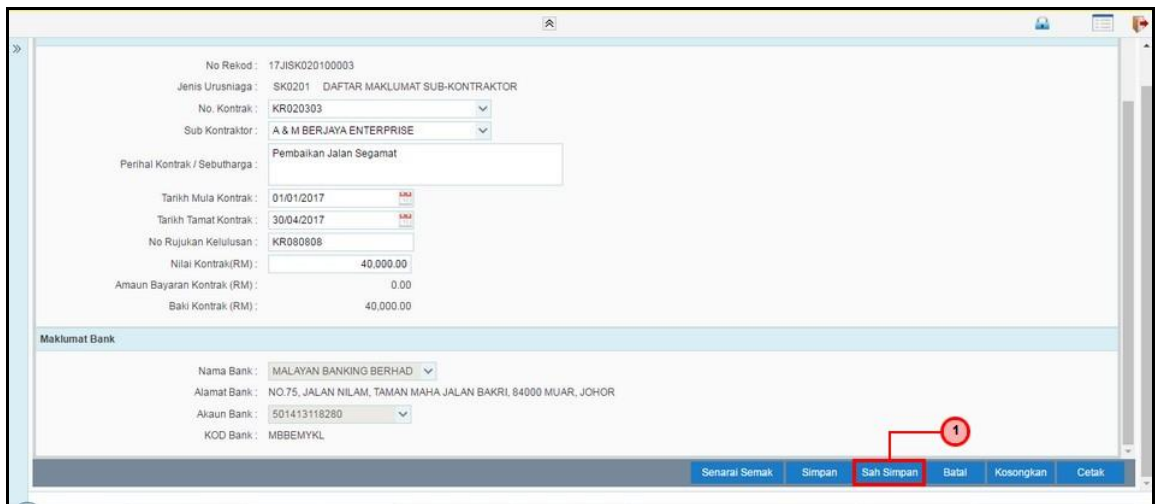 No Rekod : 17JISK020100003
Jenis Urusniaga : SK0201 DAFTAR MAKLUMAT SUB-KONTRAKTOR
No. Kontrak : KR020303
Sub Kontraktor : A & M BERJAYA ENTERPRISE
Perihal Kontrak / Sebutharga : Pembaikan Jalan Segamat
Tarikh Mula Kontrak : 01/01/2017
Tarikh Tamat Kontrak : 30/04/2017
No Rujukan Kelulusan : KR080808
Nilai Kontrak(RM) : 40,000.00
Amaun Bayaran Kontrak (RM) : 0.00
Baki Kontrak (RM) : 40,000.00
Maklumat Bank
Nama Bank : MALAYAN BANKING BERHAD
Alamat Bank : NO.75, JALAN NILAM, TAMAN MAHA JALAN BAKRI, 84000 MUAR, JOHOR
Akaun Bank : 501413118280
KOD Bank : MBBEMYKL
1
Senarai Semak Simpan Sah Simpan Batal Kosongkan Cetak